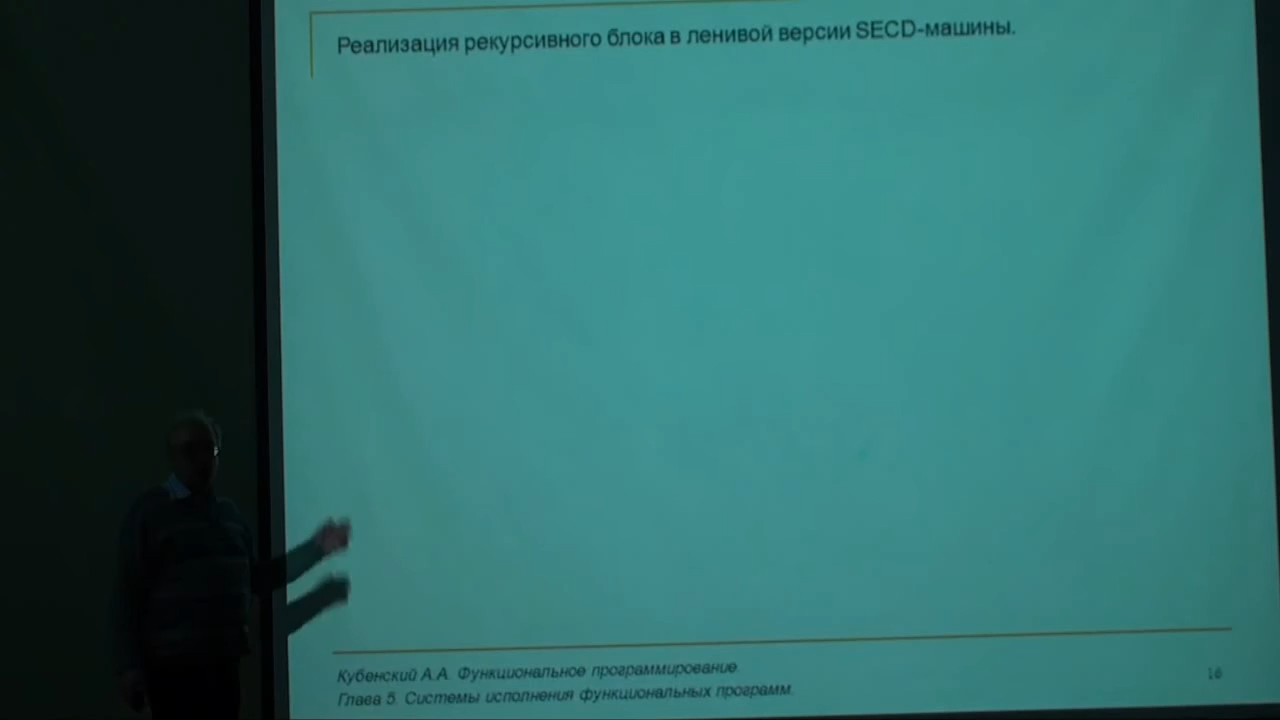 Реализация рекурсивного блока в ленивой версии SECD-машины.
Кубенский А.А. Функциональное программирование.
Глава 5. Системы исполнения функциональных программ.
16